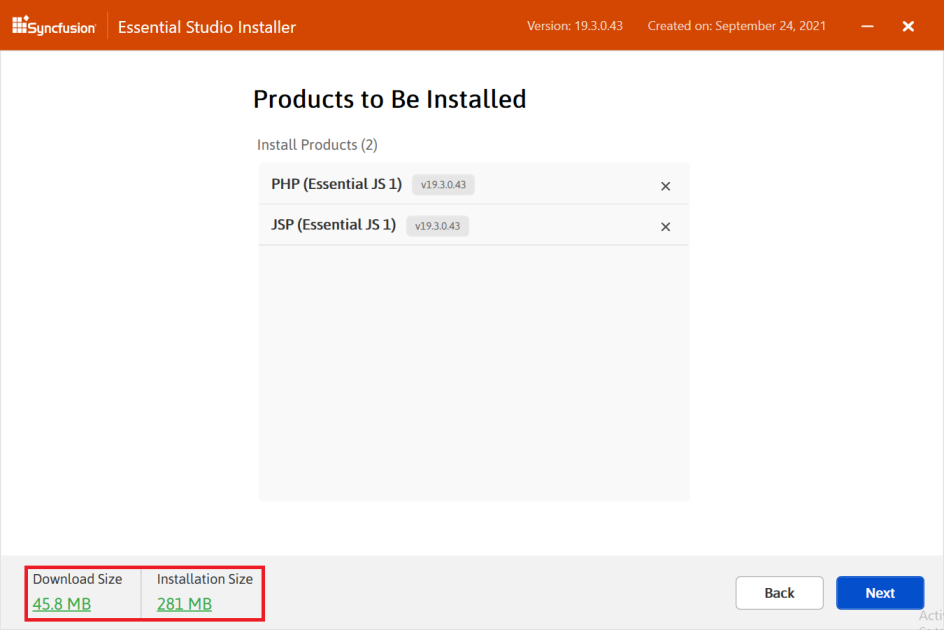 Syncfusion Essential Studio Installer Version: 19.3.0.43 Created on: September 24, 2021
Products to Be Installed
Install Products (2)
PHP (Essential JS 1) v19.3.0.43
JSP (Essential JS 1) v19.3.0.43
Download Size Installation Size
45.8 MB 281 MB
Back Next
Acti